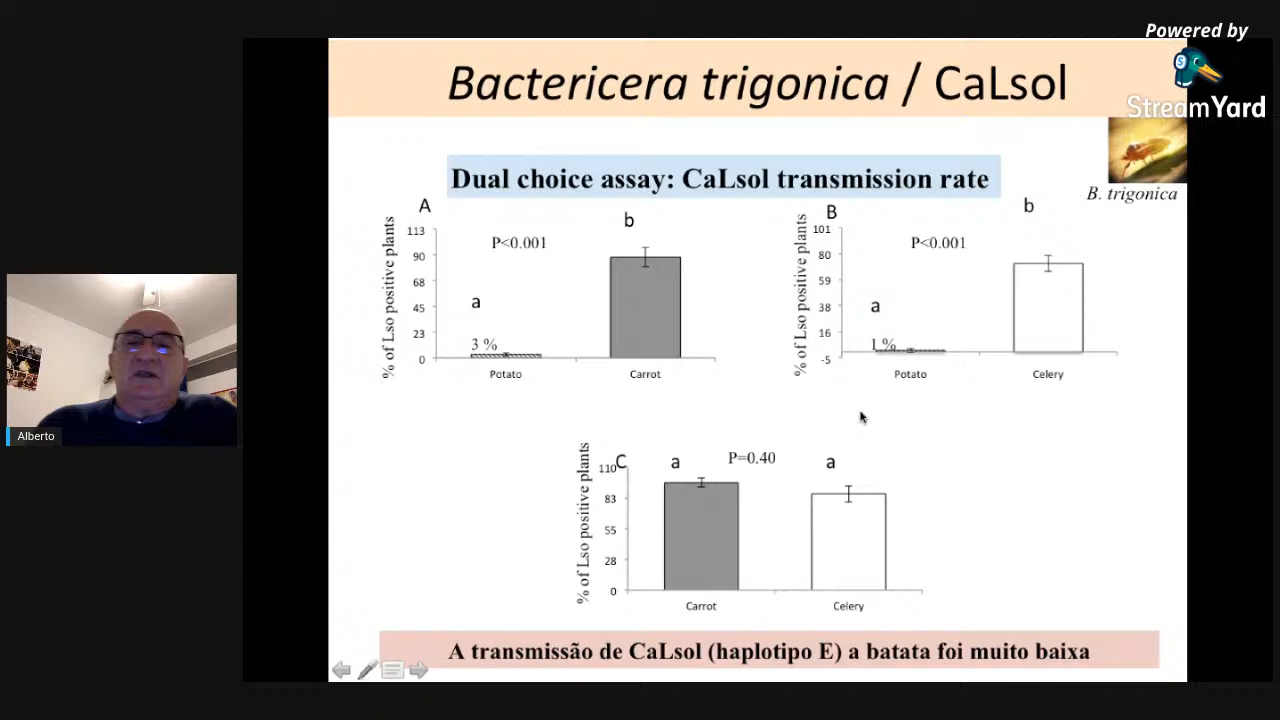 Powered by
StreamYard
Bactericera trigonica / CaLsol
Dual choice assay: CaLsol transmission rate
B. trigonica
A
b
% of Lso positive plants
113
90
68
45
23
0
P<0.001
a
3 %
Potato
Carrot
B
b
% of Lso positive plants
101
80
59
38
16
-5
P<0.001
a
1 %
Potato
Celery
C
a
P=0.40
a
% of Lso positive plants
110
83
55
28
0
Carrot
Celery
A transmissão de CaLsol (haplotipo E) a batata foi muito baixa
Alberto